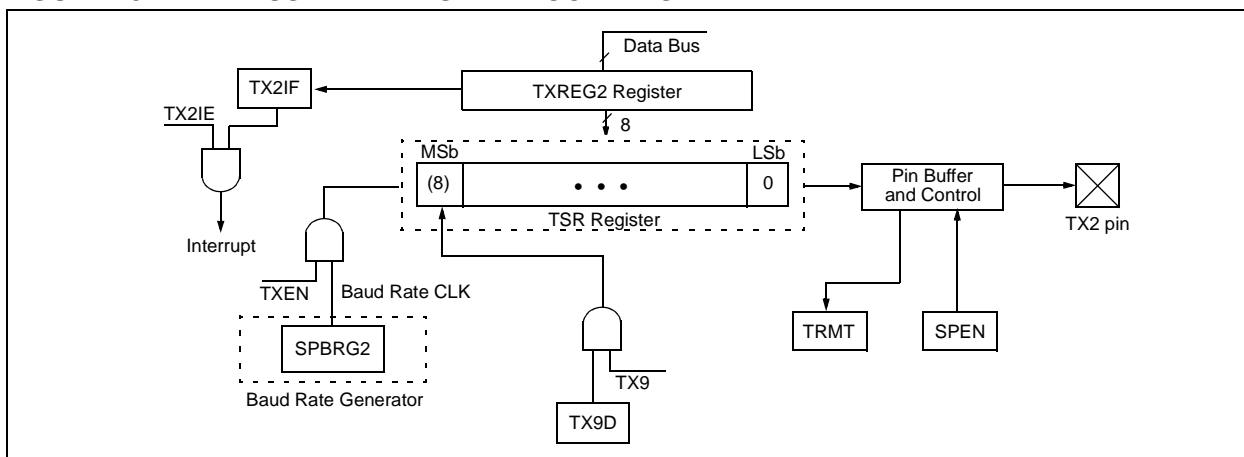 Data Bus
TX2IF
TXREG2 Register
TX2IE
8
MSb
LSb
(8)
• • •
0
Pin Buffer
and Control
TSR Register
TX2 pin
Interrupt
TXEN
Baud Rate CLK
TRMT
SPEN
SPBRG2
TX9
Baud Rate Generator
TX9D